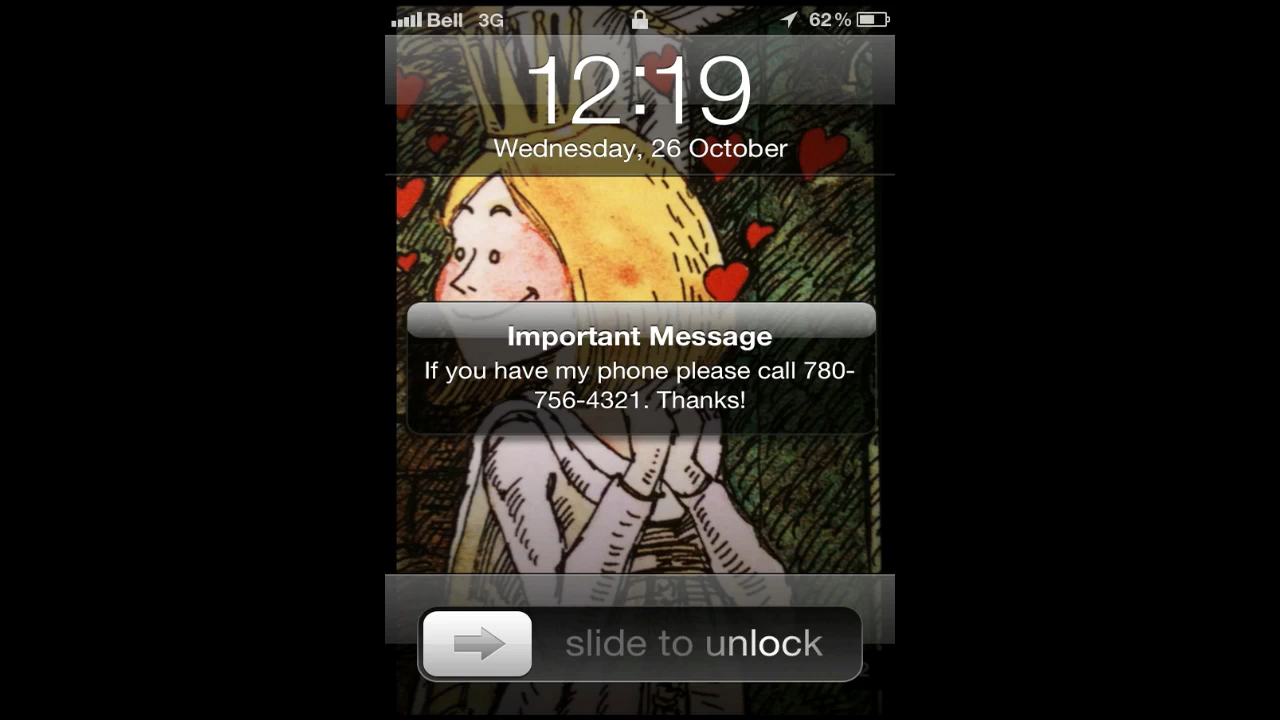 Bell 3G 62%
12:19
Wednesday, 26 October
Important Message
If you have my phone please call 780-
756-4321. Thanks!
slide to unlock